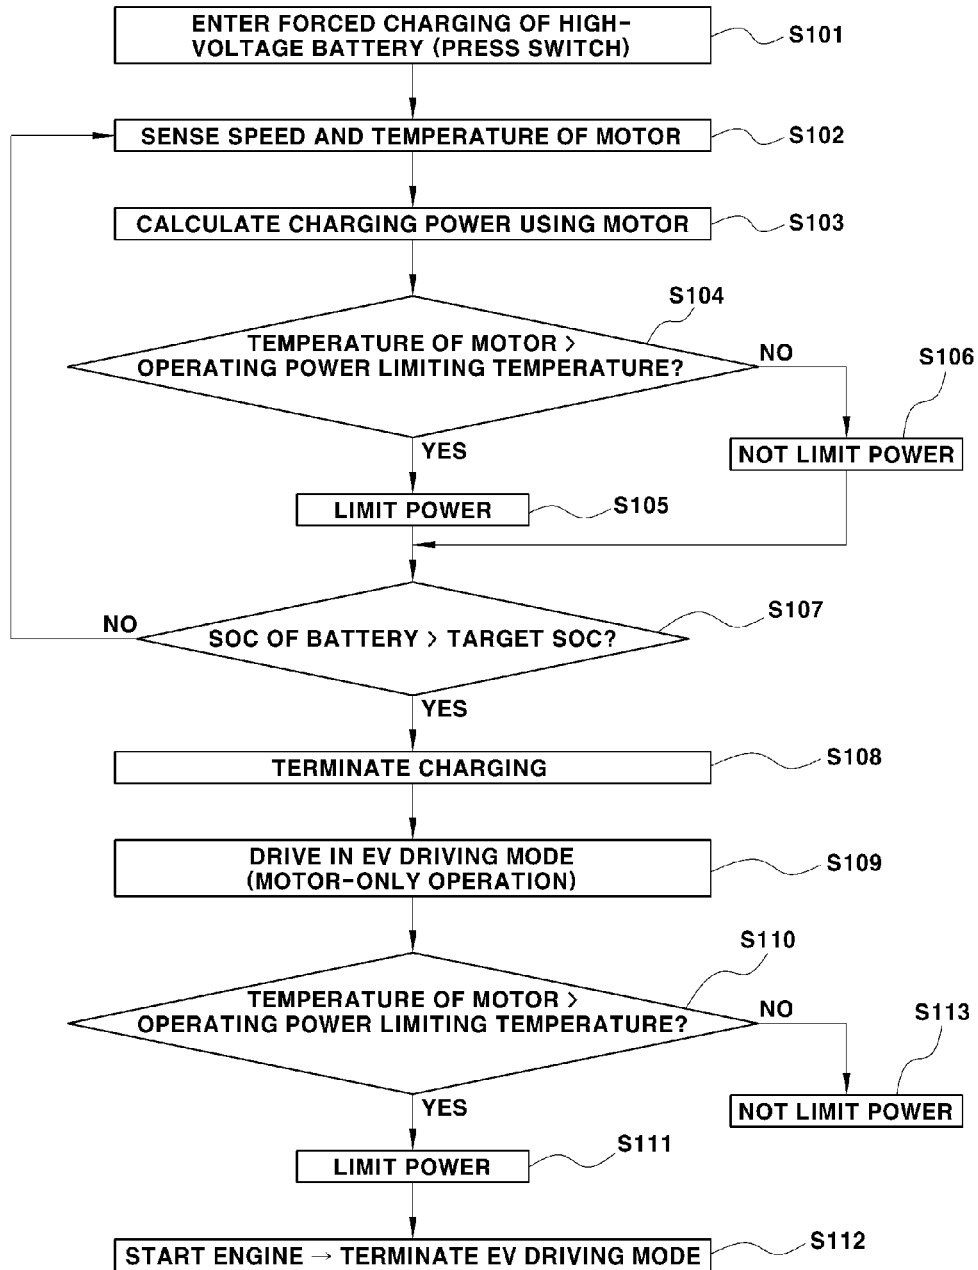 ENTER FORCED CHARGING OF HIGH-
VOLTAGE BATTERY (PRESS SWITCH)
S101
SENSE SPEED AND TEMPERATURE OF MOTOR
S102
CALCULATE CHARGING POWER USING MOTOR
S103
S104
TEMPERATURE OF MOTOR >
OPERATING POWER LIMITING TEMPERATURE?
NO
S106
YES
NOT LIMIT POWER
LIMIT POWER
S105
S107
NO
SOC OF BATTERY > TARGET SOC?
YES
TERMINATE CHARGING
S108
DRIVE IN EV DRIVING MODE
(MOTOR-ONLY OPERATION)
S109
S110
TEMPERATURE OF MOTOR >
OPERATING POWER LIMITING TEMPERATURE?
NO
S113
YES
NOT LIMIT POWER
LIMIT POWER
S111
START ENGINE → TERMINATE EV DRIVING MODE
S112